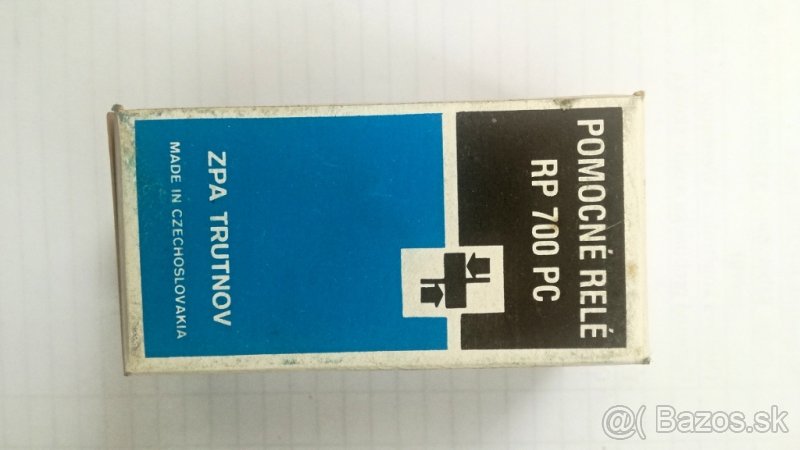 POMOCNÉ RELÉ
RP 700 PC
ZPA TRUTNOV
MADE IN CZECHOSLOVAKIA
@( Bazos.sk